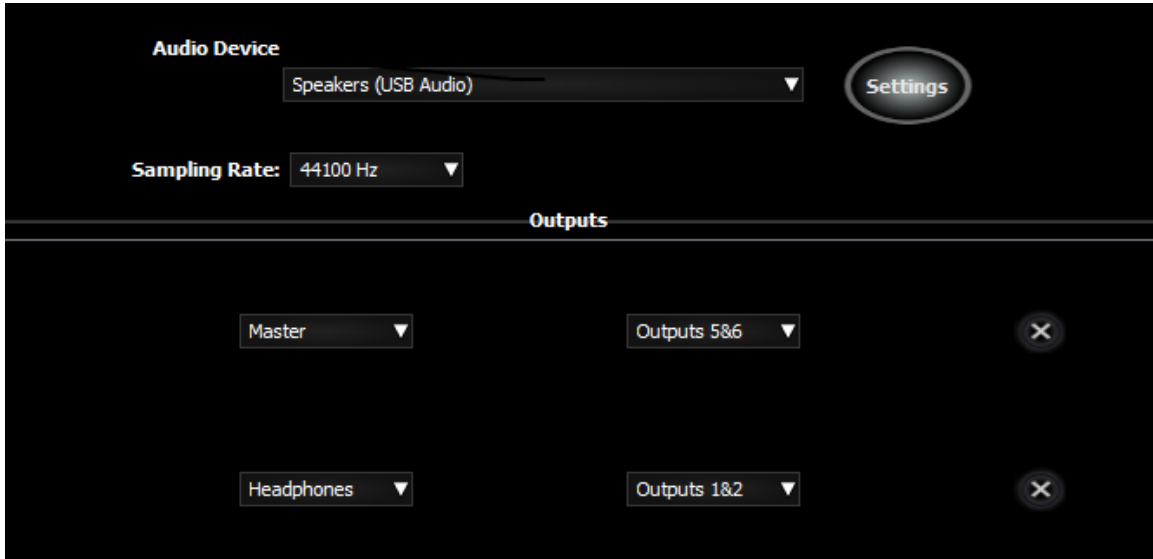 Audio Device
Speakers (USB Audio)
Settings
Sampling Rate: 44100 Hz
Outputs
Master Outputs 5&6
Headphones Outputs 1&2